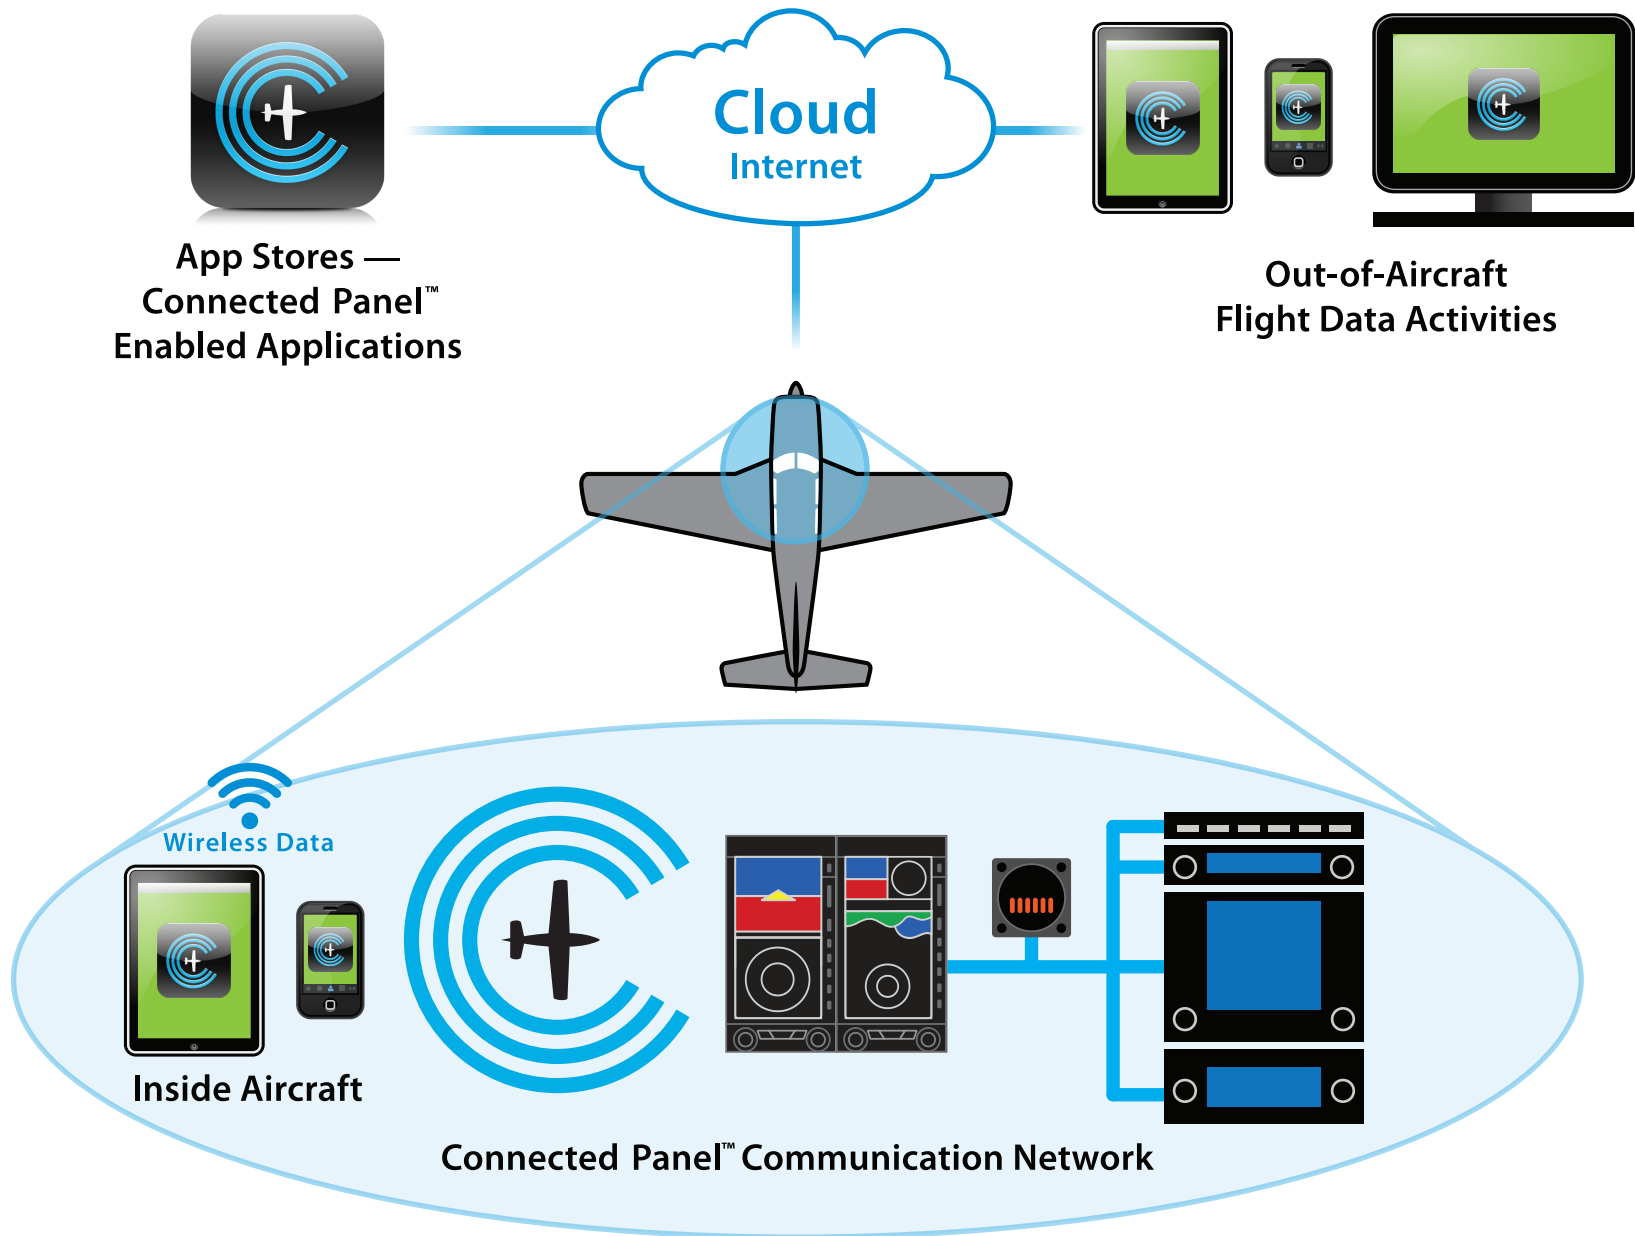 Cloud
Internet
App Stores —
Connected Panel™
Enabled Applications
Out-of-Aircraft
Flight Data Activities
Wireless Data
Inside Aircraft
Connected Panel™ Communication Network